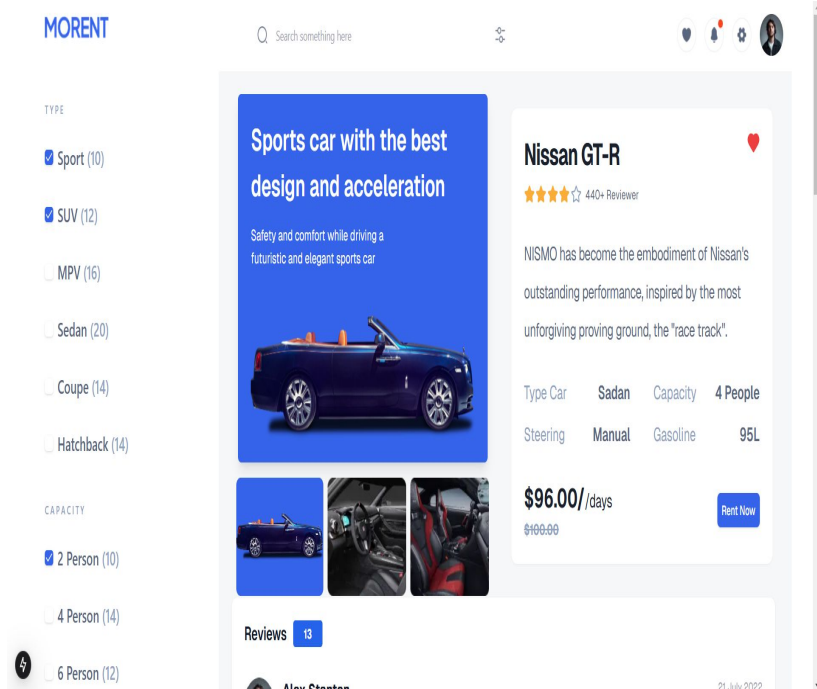 MORENT
Search something here
TYPE
Sport (10)
SUV (12)
MPV (16)
Sedan (20)
Coupe (14)
Hatchback (14)
CAPACITY
2 Person (10)
4 Person (14)
6 Person (12)
Sports car with the best
design and acceleration
Safety and comfort while driving a
futuristic and elegant sports car
Nissan GT-R
440+ Reviewer
NISMO has become the embodiment of Nissan's
outstanding performance, inspired by the most
unforgiving proving ground, the "race track".
Type Car Sadan Capacity 4 People
Steering Manual Gasoline 95L
$96.00/ /days
$100.00
Rent Now
Reviews 13
Alex Stanton 21 July 2022